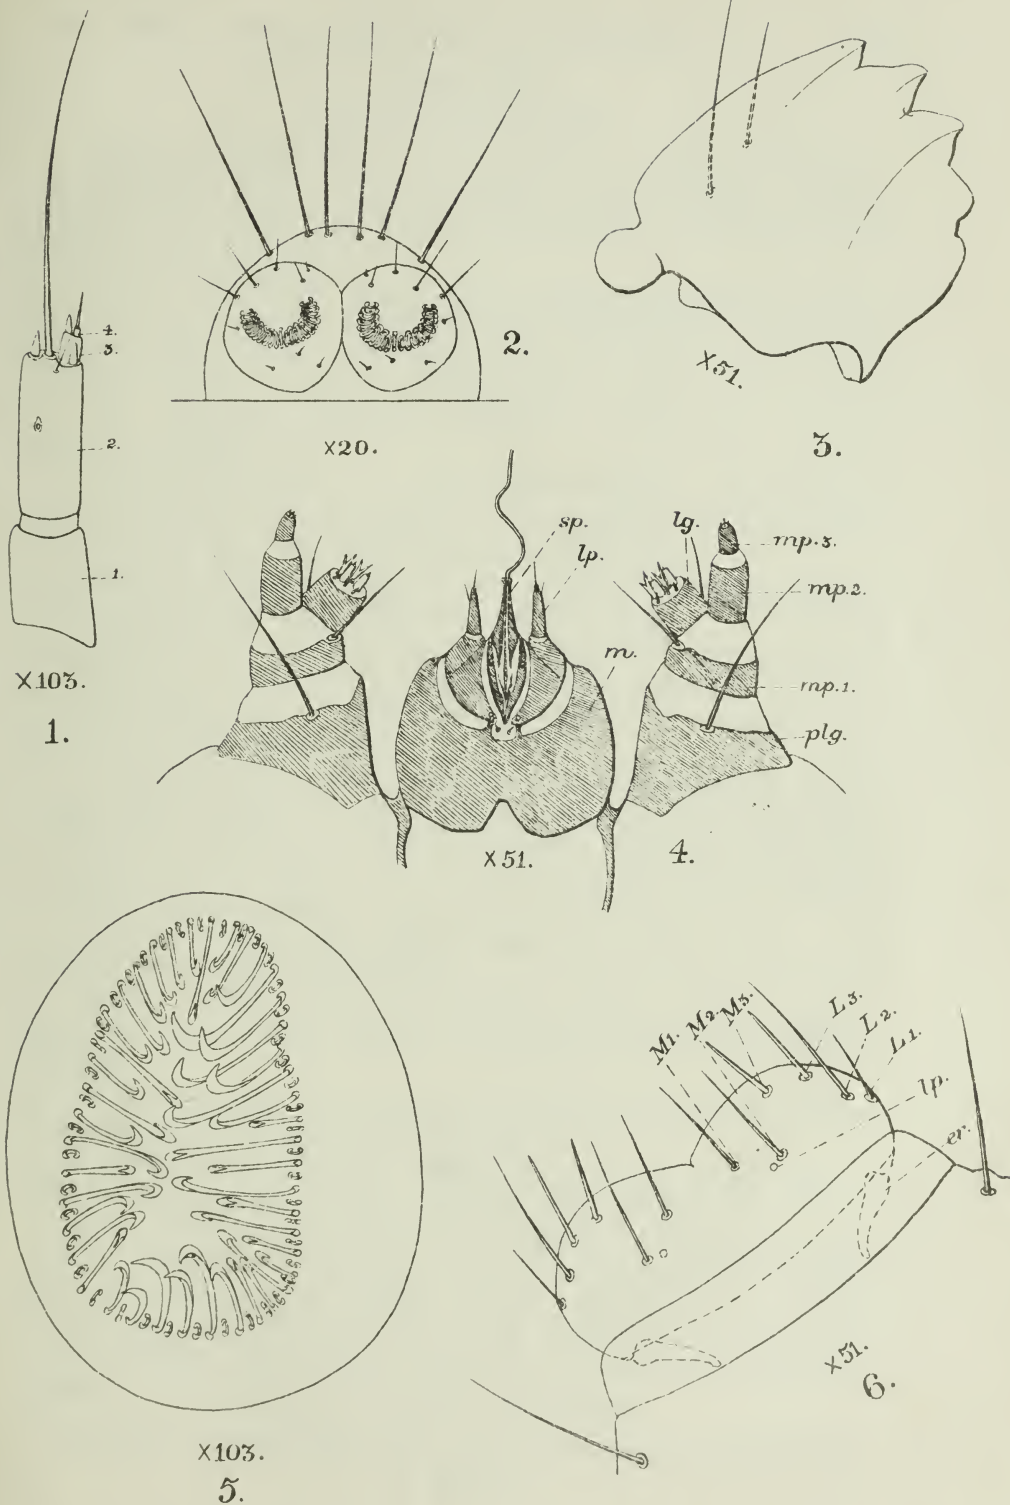 4.
3.
2.
1.
X103.
1.
2.
X20.
X51.
3.
sp.
lp.
lg.
mp.3.
mp.2.
m.
mp.1.
plg.
X51.
4.
X103.
5.
M1. M2. M3. L3.
L2.
L1.
lp.
er.
X51.
6.